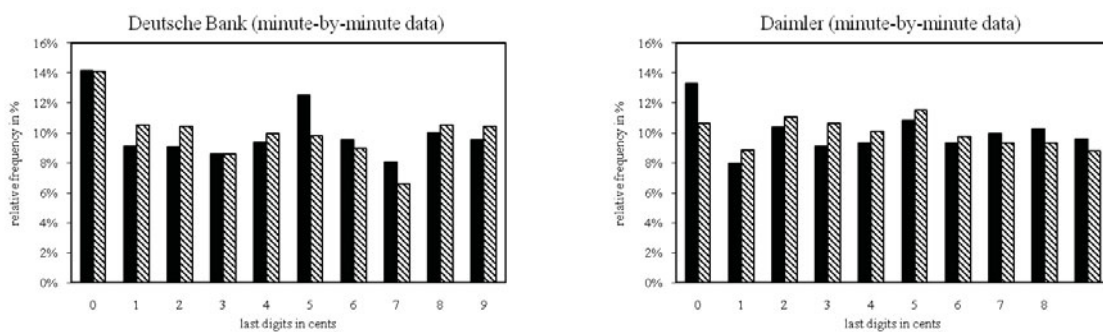 Deutsche Bank (minute-by-minute data)
16%
14%
12%
10%
8%
6%
4%
2%
0%
relative frequency in %
0 1 2 3 4 5 6 7 8 9
last digits in cents
Daimler (minute-by-minute data)
16%
14%
12%
10%
8%
6%
4%
2%
0%
relative frequency in %
0 1 2 3 4 5 6 7 8
last digits in cents